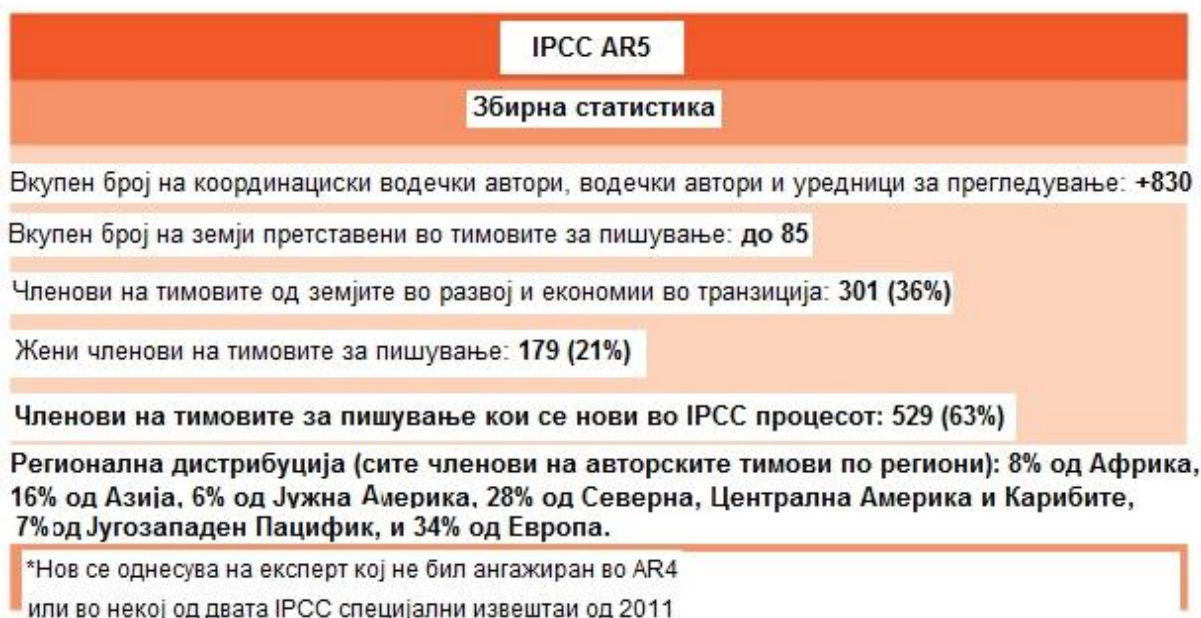 IPCC AR5
Збирна статистика
Вкупен број на координациски водечки автори, водечки автори и уредници за прегледување: +830
Вкупен број на земји претставени во тимовите за пишување: до 85
Членови на тимовите од земјите во развој и економии во транзиција: 301 (36%)
Жени членови на тимовите за пишување: 179 (21%)
Членови на тимовите за пишување кои се нови во IPCC процесот: 529 (63%)
Регионална дистрибуција (сите членови на авторските тимови по региони): 8% од Африка,
16% од Азија, 6% од Јужна Америка, 28% од Северна, Централна Америка и Карибите,
7%од Југозападен Пацифик, и 34% од Европа.
*Нов се однесува на експерт кој не бил ангажиран во AR4
или во некој од двата IPCC специјални извештаи од 2011